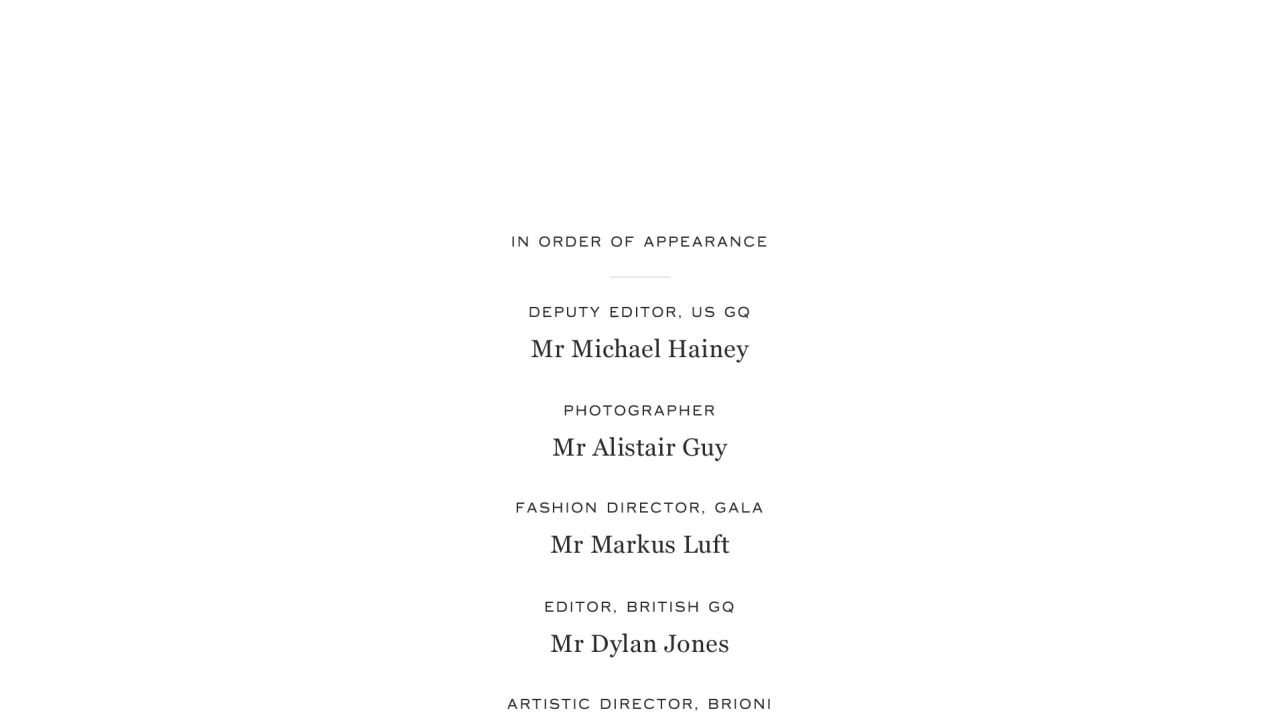 IN ORDER OF APPEARANCE
DEPUTY EDITOR, US GQ
Mr Michael Hainey
PHOTOGRAPHER
Mr Alistair Guy
FASHION DIRECTOR, GALA
Mr Markus Luft
EDITOR, BRITISH GQ
Mr Dylan Jones
ARTISTIC DIRECTOR, BRIONI